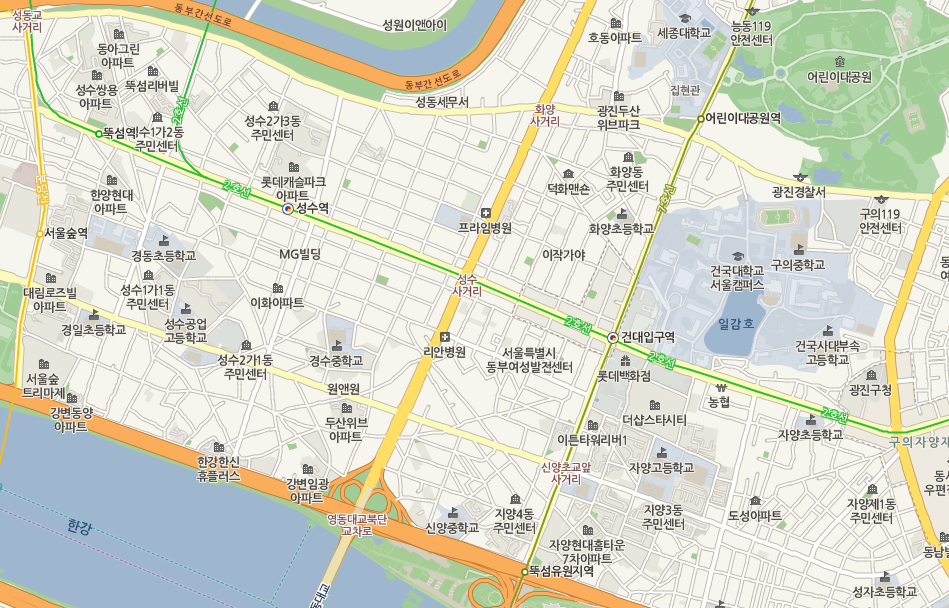 성동교
사거리
동부간선도로
성원이앤아이
호동아파트
세종대학교
능동119
안전센터
동아그린
아파트
뚝섬리버빌
성수쌍용
아파트
동부간선도로
어린이대공원
집현관
성동세무서
화양
사거리
광진두산
위브파크
어린이대공원역
2호선
성수2가3동
주민센터
뚝섬역
성수1가2동
주민센터
롯데캐슬파크
아파트
2호선
한양현대
아파트
성수역
덕화맨숀
화양동
주민센터
7호선
광진경찰서
구의119
안전센터
프라임병원
화양초등학교
서울숲역
경동초등학교
MG빌딩
이작가야
건국대학교
서울캠퍼스
구의중학교
대림로즈빌
아파트
성수1가1동
주민센터
이화아파트
성수
사거리
경일초등학교
성수공업
고등학교
2호선
건대입구역
일감호
건국사대부속
고등학교
성수2가1동
주민센터
경수중학교
리안병원
서울특별시
동부여성발전센터
2호선
롯데백화점
서울숲
트리마제
원앤원
농협
광진구청
강변동양
아파트
두산위브
아파트
더샵스타시티
2호선
이튼타워리버1
자양초등학교
한강한신
휴플러스
강변임광
아파트
신양초교앞
사거리
자양고등학교
영동대교북단
교차로
신양중학교
자양4동
주민센터
자양3동
주민센터
도성아파트
자양제1동
주민센터
한강
자양현대홈타운
7차아파트
뚝섬유원지역
성자초등학교